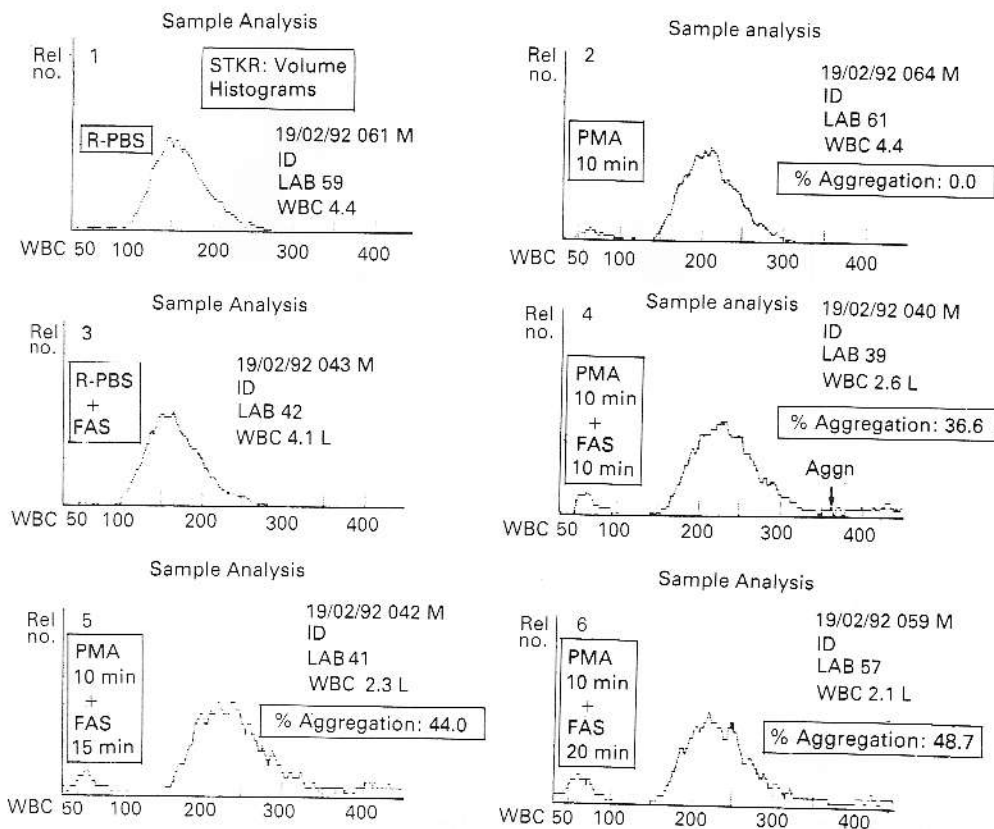 Sample Analysis
Rel no.
1
STKR: Volume
Histograms
R-PBS
19/02/92 061 M
ID
LAB 59
WBC 4.4
WBC 50 100 200 300 400
Sample analysis
Rel no.
2
PMA
10 min
19/02/92 064 M
ID
LAB 61
WBC 4.4
% Aggregation: 0.0
WBC 50 100 200 300 400
Sample Analysis
Rel no.
3
R-PBS
+
FAS
19/02/92 043 M
ID
LAB 42
WBC 4.1 L
WBC 50 100 200 300 400
Sample analysis
Rel no.
4
PMA
10 min
+
FAS
10 min
19/02/92 040 M
ID
LAB 39
WBC 2.6 L
% Aggregation: 36.6
Aggn
WBC 50 100 200 300 400
Sample Analysis
Rel no.
5
PMA
10 min
+
FAS
15 min
19/02/92 042 M
ID
LAB 41
WBC 2.3 L
% Aggregation: 44.0
WBC 50 100 200 300 400
Sample Analysis
Rel no.
6
PMA
10 min
+
FAS
20 min
19/02/92 059 M
ID
LAB 57
WBC 2.1 L
% Aggregation: 48.7
WBC 50 100 200 300 400